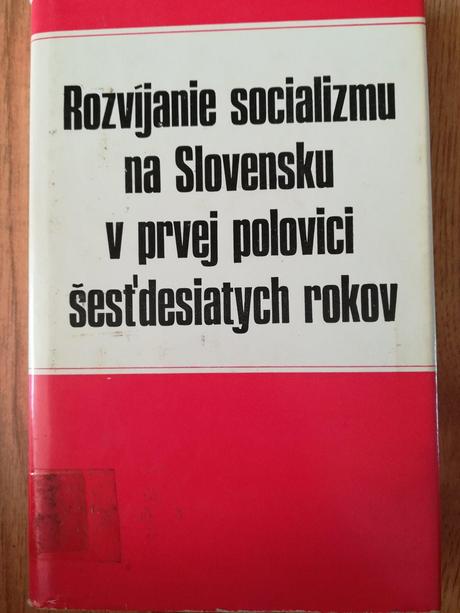 Rozvíjanie socializmu
na Slovensku
v prvej polovici
šesťdesiatych rokov